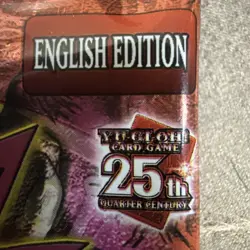 ENGLISH EDITION
YU-GI-OH!
CARD GAME
25th
QUARTER CENTURY